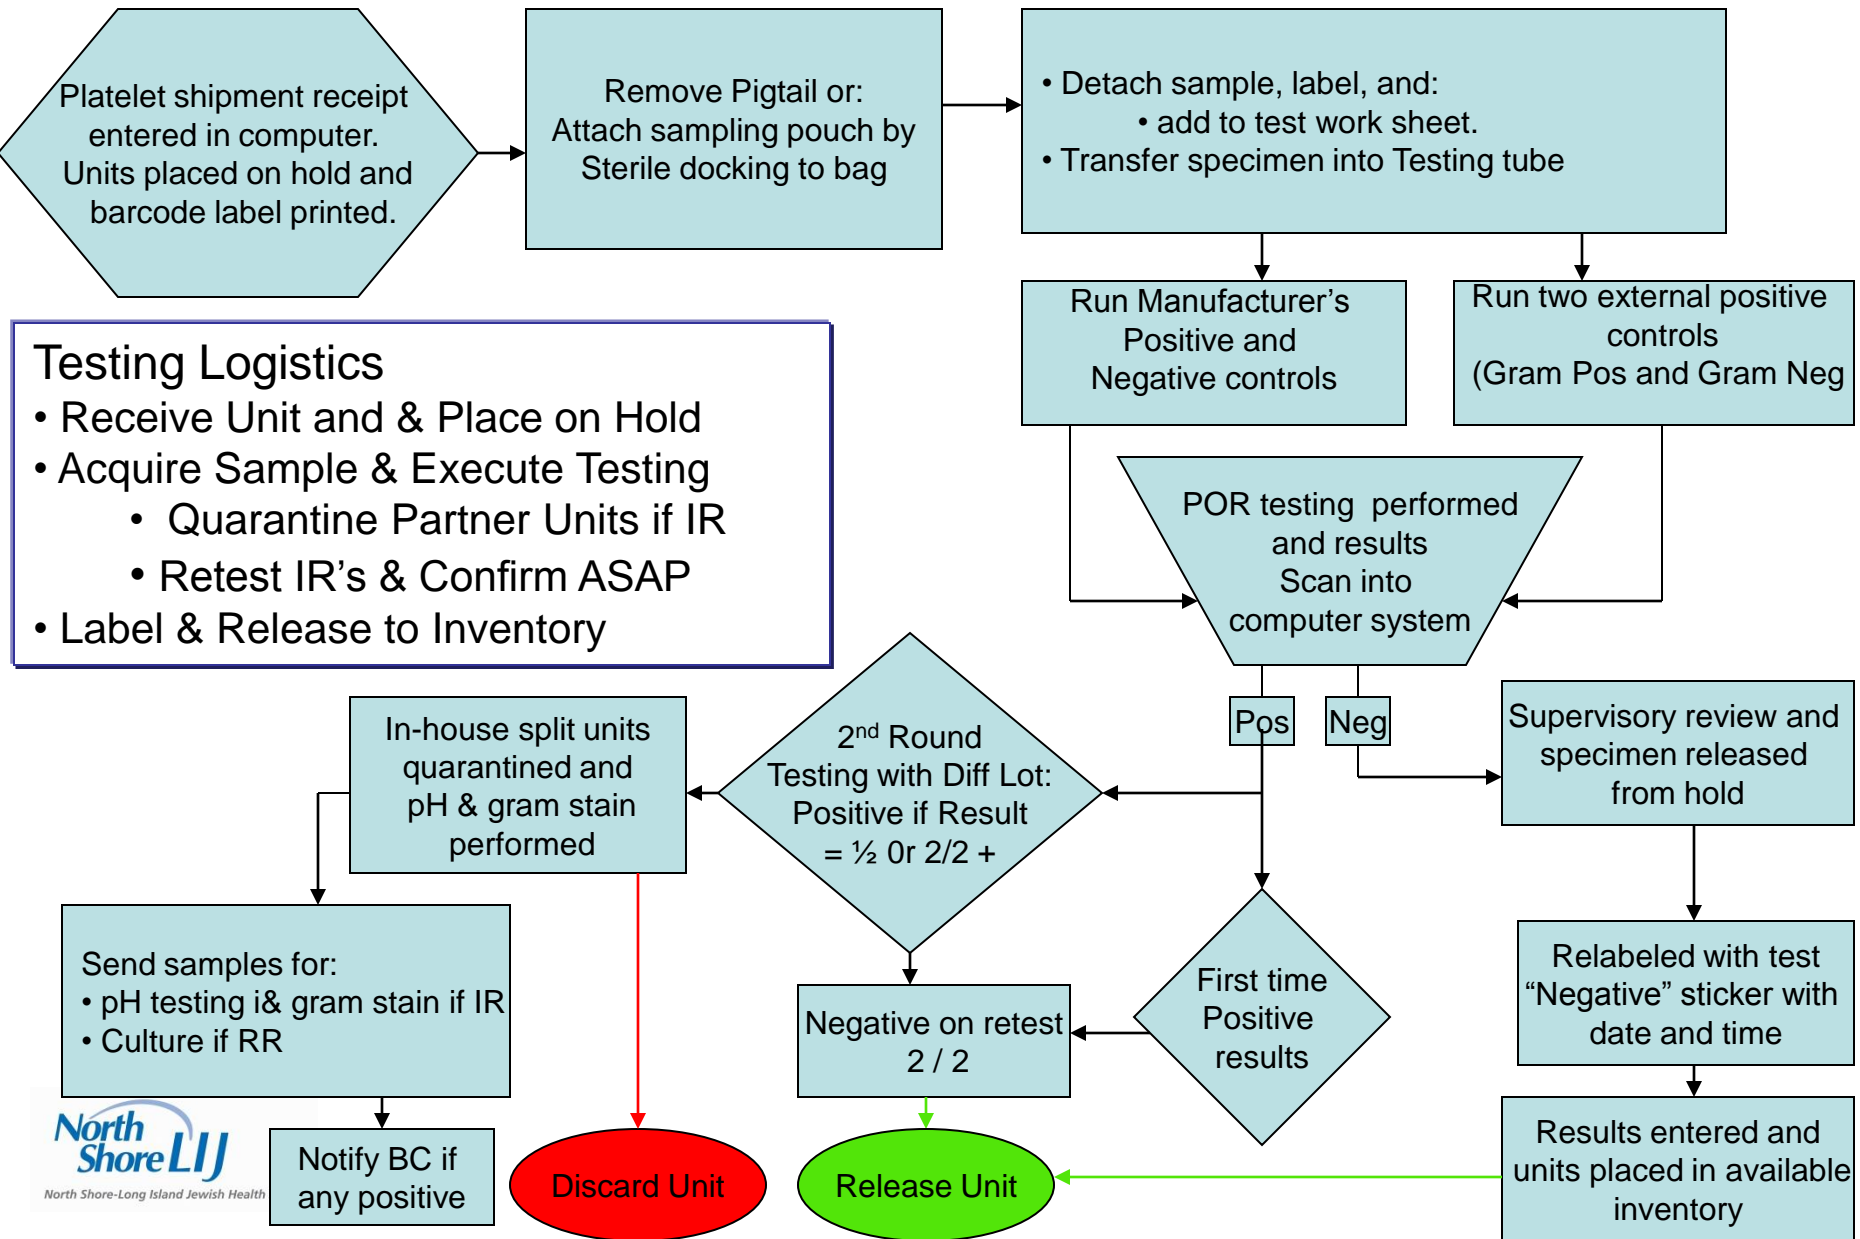 Platelet shipment receipt
entered in computer.
Units placed on hold and
barcode label printed.
Remove Pigtail or:
Attach sampling pouch by
Sterile docking to bag
• Detach sample, label, and:
• add to test work sheet.
• Transfer specimen into Testing tube
Run Manufacturer’s
Positive and
Negative controls
Run two external positive
controls
(Gram Pos and Gram Neg
Testing Logistics
• Receive Unit and & Place on Hold
• Acquire Sample & Execute Testing
• Quarantine Partner Units if IR
• Retest IR’s & Confirm ASAP
• Label & Release to Inventory
POR testing performed
and results
Scan into
computer system
Pos
Neg
Supervisory review and
specimen released
from hold
2nd Round
Testing with Diff Lot:
Positive if Result
= ½ 0r 2/2 +
In-house split units
quarantined and
pH & gram stain
performed
Send samples for:
• pH testing i& gram stain if IR
• Culture if RR
First time
Positive
results
Negative on retest
2 / 2
Relabeled with test
“Negative” sticker with
date and time
Results entered and
units placed in available
inventory
Notify BC if
any positive
Discard Unit
Release Unit
North
Shore LIJ
North Shore-Long Island Jewish Health